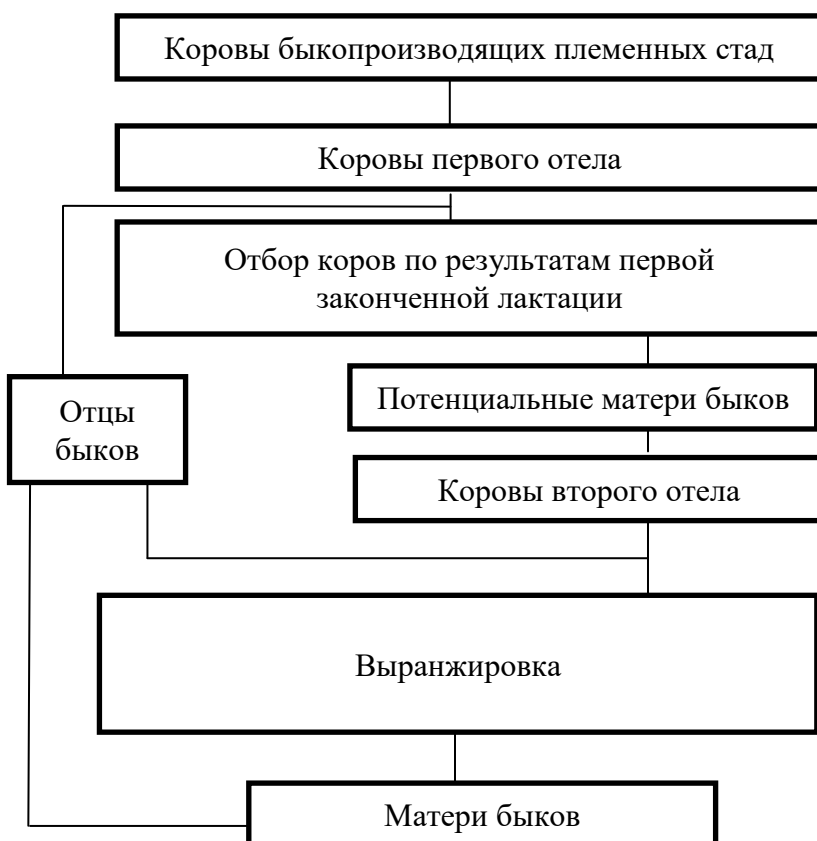 Коровы быкопроизводящих племенных стад
Коровы первого отела
Отбор коров по результатам первой
законченной лактации
Отцы
быков
Потенциальные матери быков
Коровы второго отела
Выранжировка
Матери быков